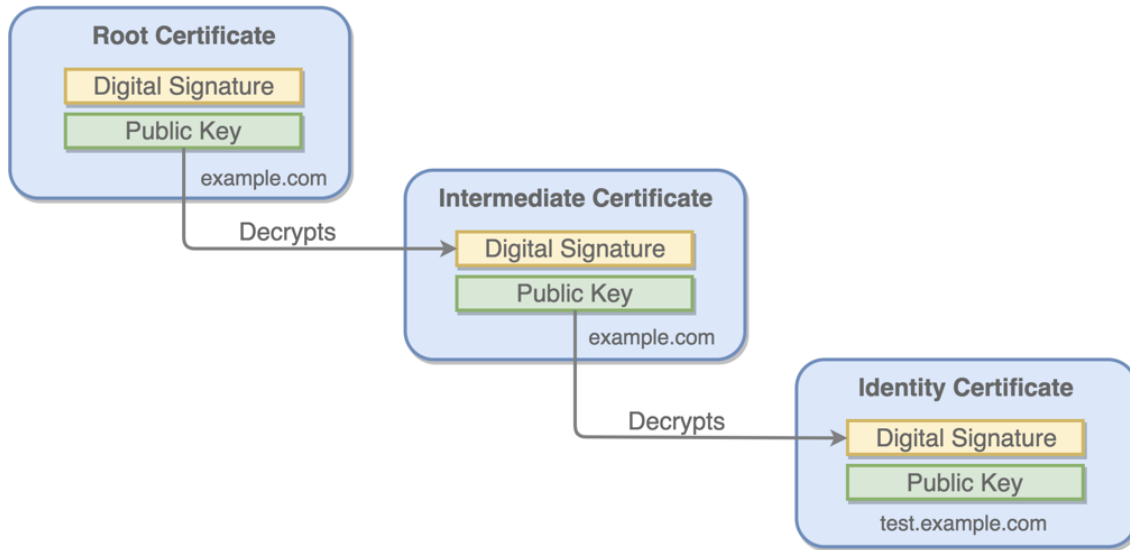 Root Certificate
Digital Signature
Public Key
example.com
Decrypts
Intermediate Certificate
Digital Signature
Public Key
example.com
Decrypts
Identity Certificate
Digital Signature
Public Key
test.example.com